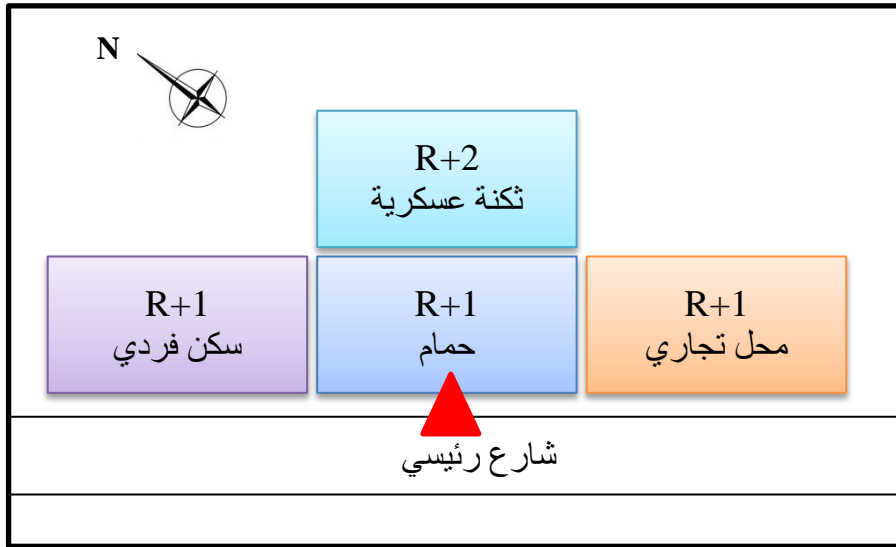 N
R+2
ثكنة عسكرية
R+1
سكن فردي
R+1
حمام
R+1
محل تجاري
شارع رئيسي